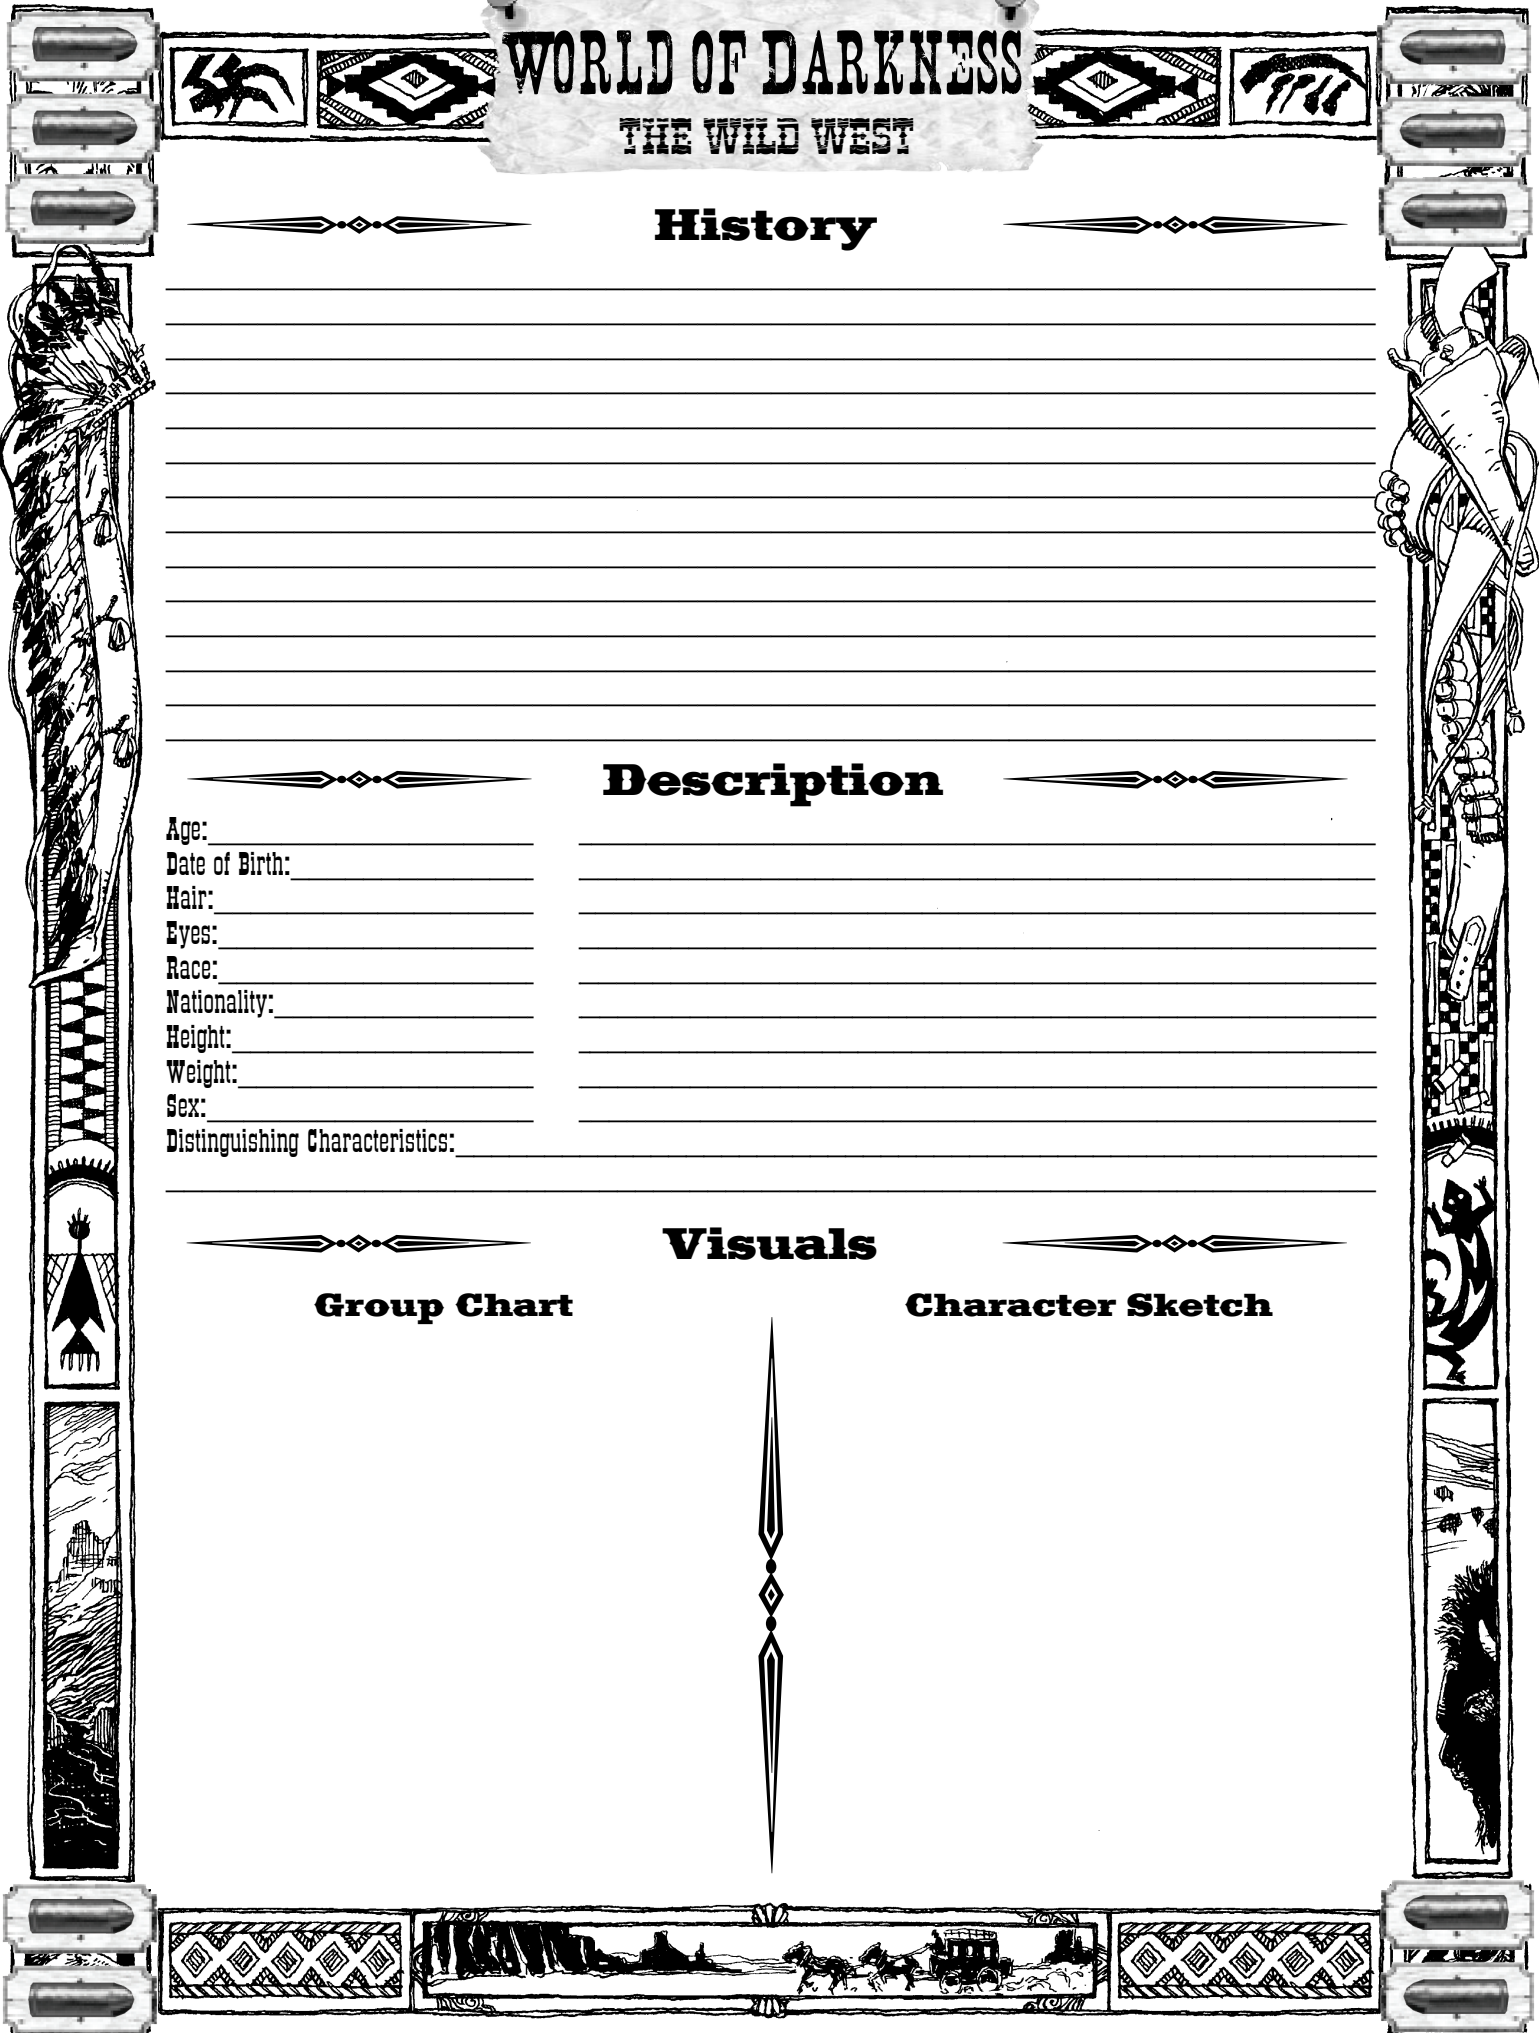 WORLD OF DARKNESS
THE WILD WEST
History
Description
Age:
Date of Birth:
Hair:
Eyes:
Race:
Nationality:
Height:
Weight:
Sex:
Distinguishing Characteristics:
Visuals
Group Chart
Character Sketch